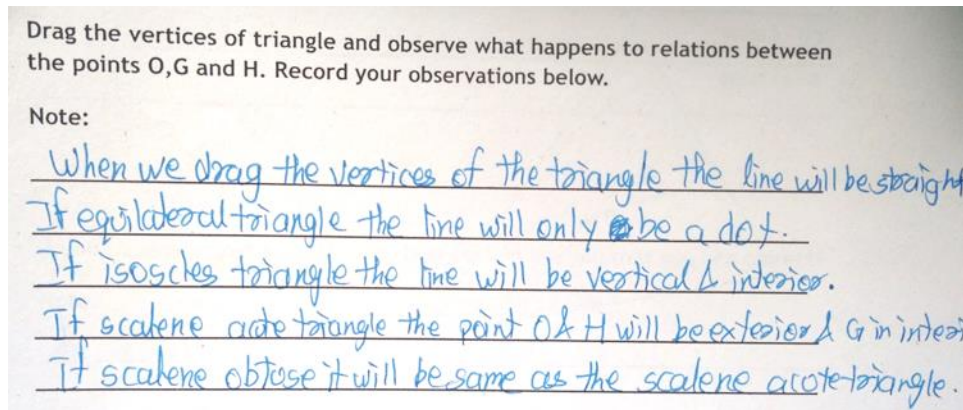 Drag the vertices of triangle and observe what happens to relations between
the points O,G and H. Record your observations below.
Note:
When we drag the vertices of the triangle the line will be straight
If equilateral triangle the line will only be a dot.
If isoscles triangle the line will be vertical & interior.
If scalene acute triangle the point O & H will be exterior & G in interi
If scalene obtuse it will be same as the scalene acute triangle.